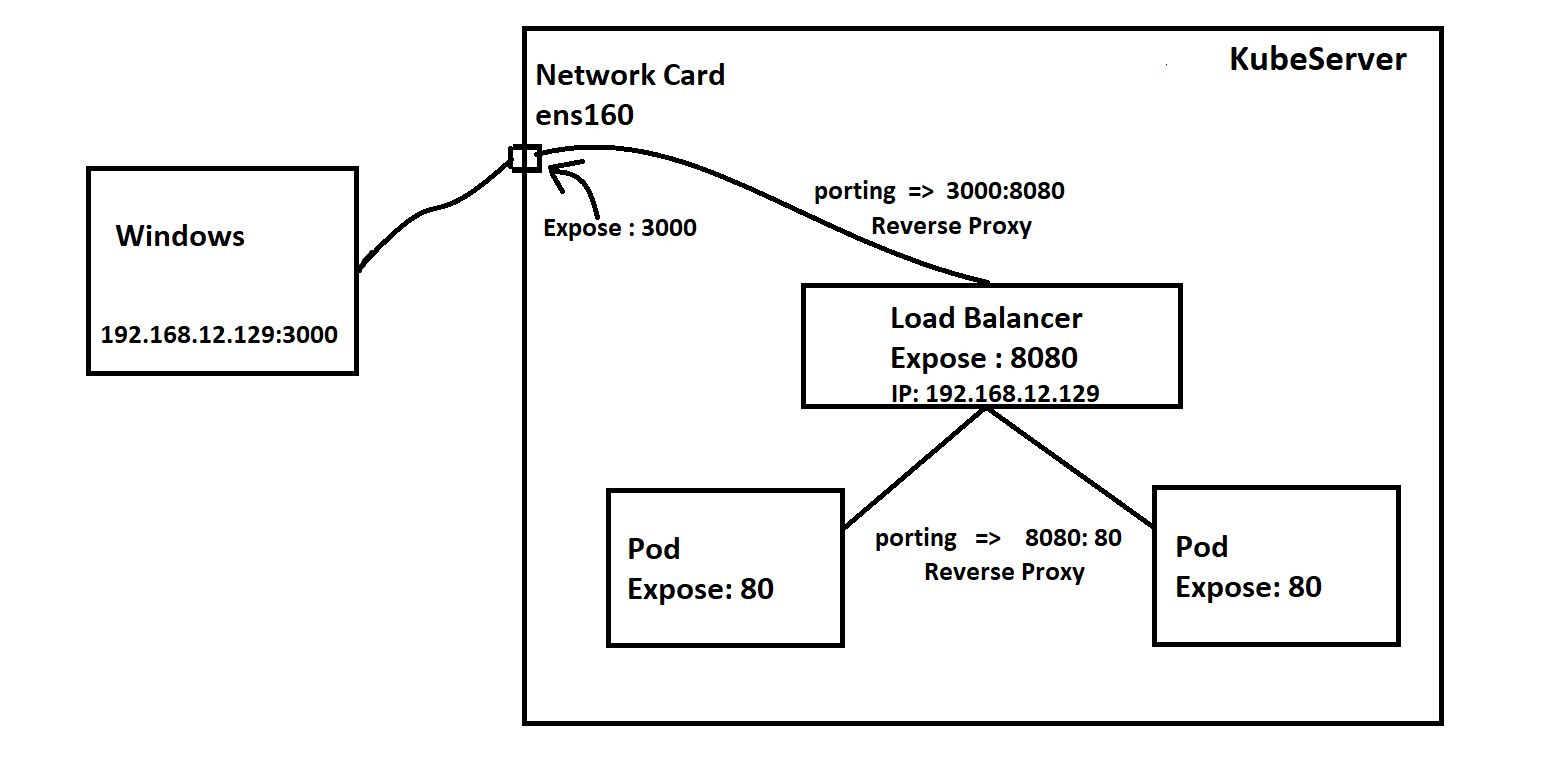 KubeServer
Network Card
ens160
Expose : 3000
porting => 3000:8080
Reverse Proxy
Windows
192.168.12.129:3000
Load Balancer
Expose : 8080
IP: 192.168.12.129
porting => 8080: 80
Reverse Proxy
Pod
Expose: 80
Pod
Expose: 80